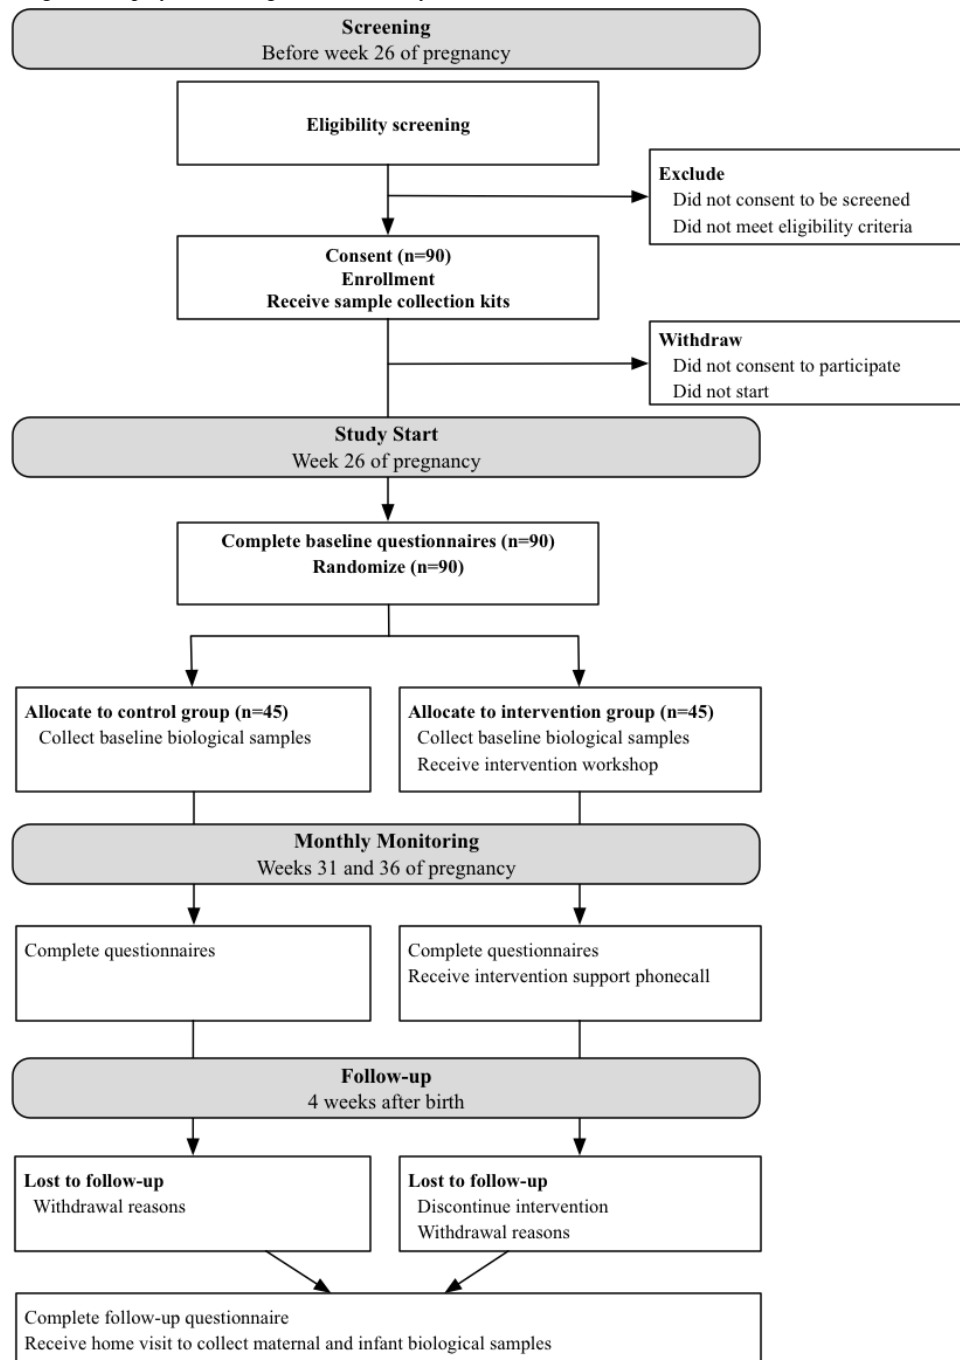 Screening
Before week 26 of pregnancy
Eligibility screening
Exclude
Did not consent to be screened
Did not meet eligibility criteria
Consent (n=90)
Enrollment
Receive sample collection kits
Withdraw
Did not consent to participate
Did not start
Study Start
Week 26 of pregnancy
Complete baseline questionnaires (n=90)
Randomize (n=90)
Allocate to control group (n=45)
Collect baseline biological samples
Allocate to intervention group (n=45)
Collect baseline biological samples
Receive intervention workshop
Monthly Monitoring
Weeks 31 and 36 of pregnancy
Complete questionnaires
Complete questionnaires
Receive intervention support phonecall
Follow-up
4 weeks after birth
Lost to follow-up
Withdrawal reasons
Lost to follow-up
Discontinue intervention
Withdrawal reasons
Complete follow-up questionnaire
Receive home visit to collect maternal and infant biological samples